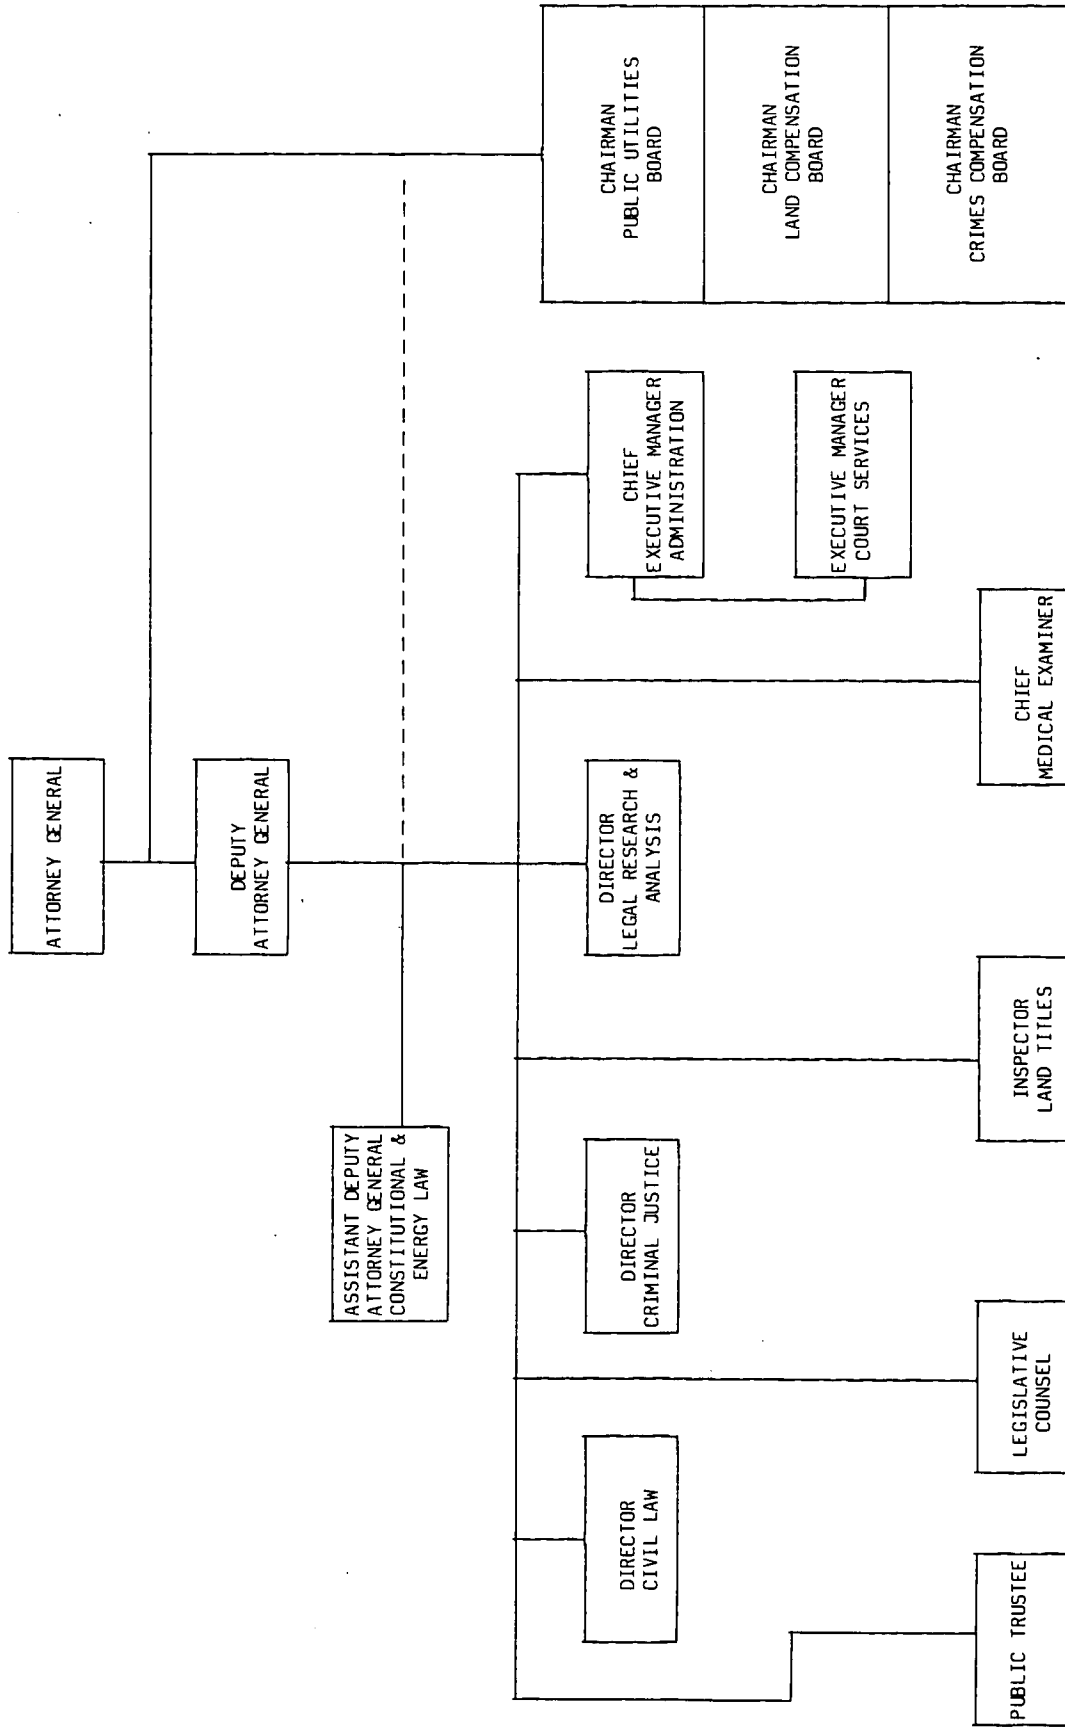 ATTORNEY GENERAL
DEPUTY
ATTORNEY GENERAL
ASSISTANT DEPUTY
ATTORNEY GENERAL
CONSTITUTIONAL &
ENERGY LAW
DIRECTOR
CIVIL LAW
DIRECTOR
CRIMINAL JUSTICE
DIRECTOR
LEGAL RESEARCH &
ANALYSIS
CHIEF
EXECUTIVE MANAGER
ADMINISTRATION
EXECUTIVE MANAGER
COURT SERVICES
CHAIRMAN
PUBLIC UTILITIES
BOARD
CHAIRMAN
LAND COMPENSATION
BOARD
CHAIRMAN
CRIMES COMPENSATION
BOARD
PUBLIC TRUSTEE
LEGISLATIVE
COUNSEL
INSPECTOR
LAND TITLES
CHIEF
MEDICAL EXAMINER